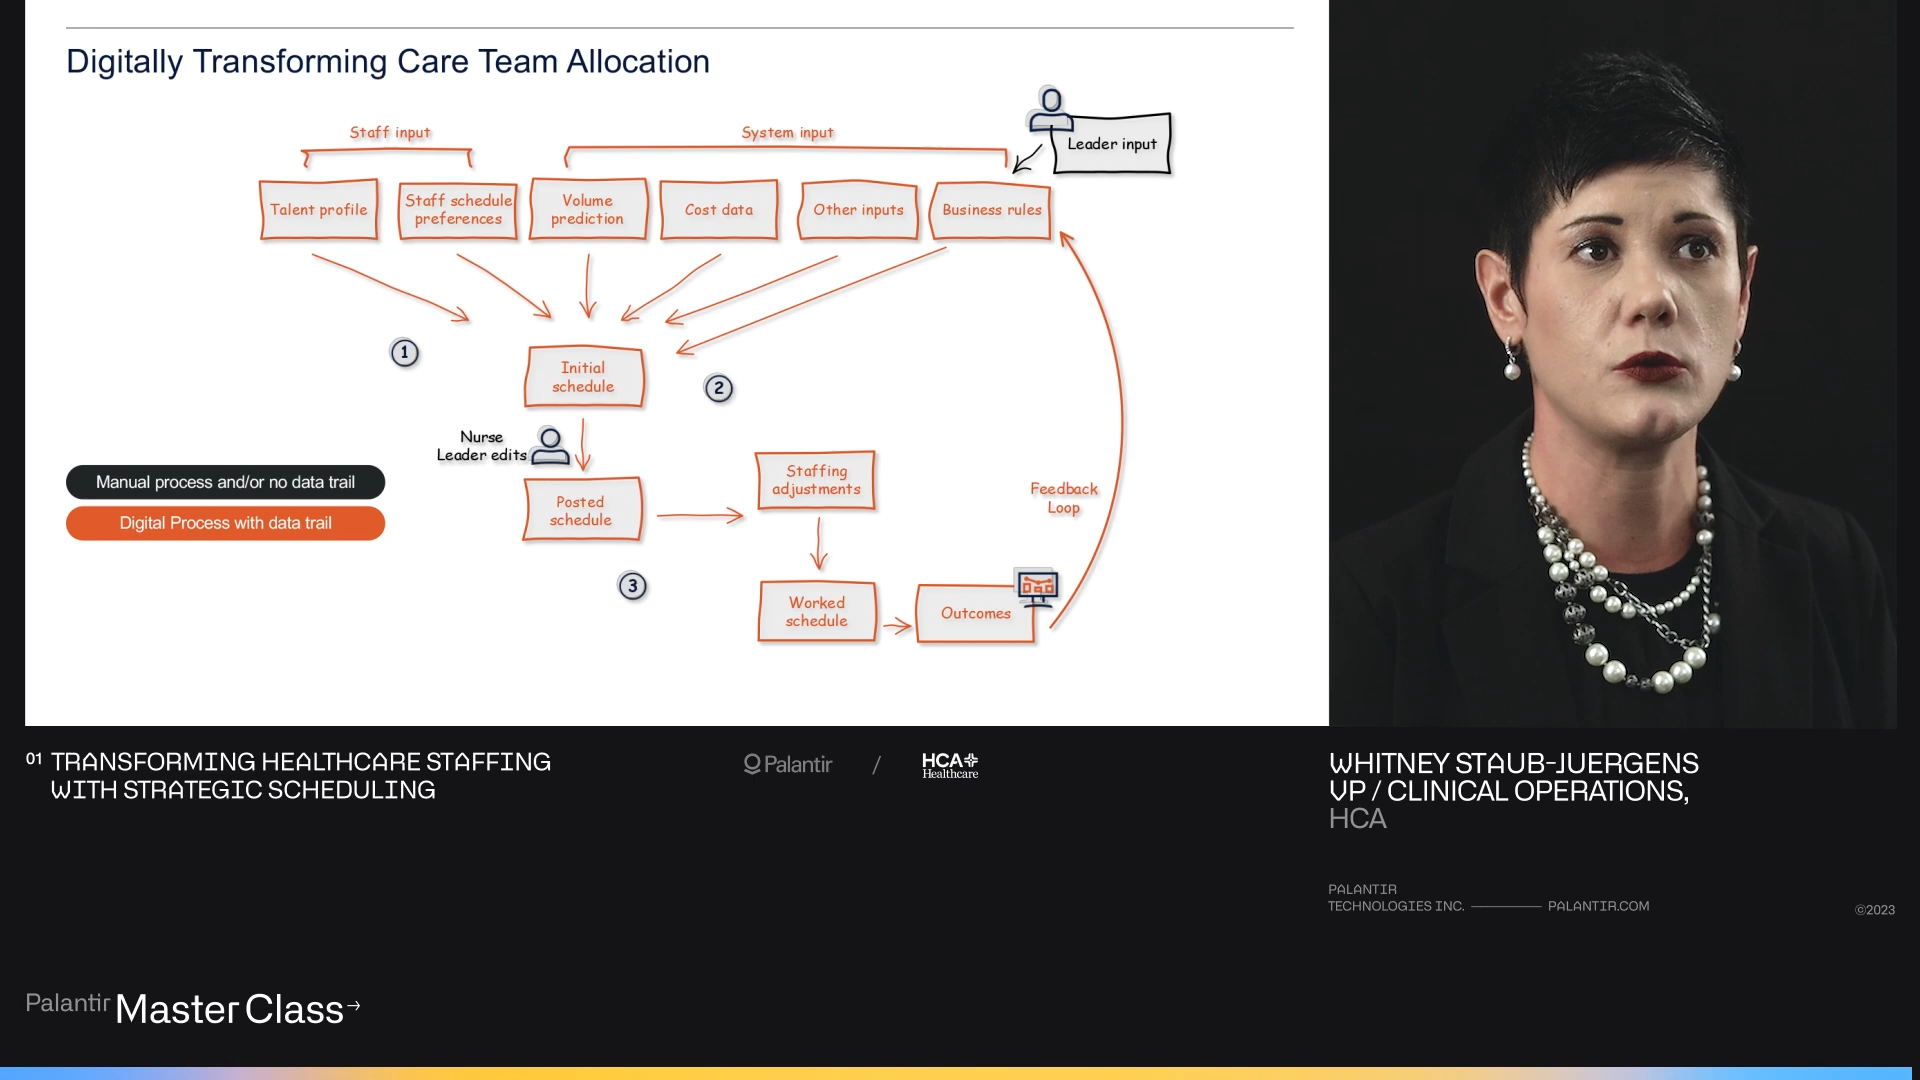 Digitally Transforming Care Team Allocation
Staff input
System input
Leader input
Talent profile
Staff schedule
preferences
Volume
prediction
Cost data
Other inputs
Business rules
1
Initial
schedule
2
Nurse
Leader edits
Manual process and/or no data trail
Digital Process with data trail
Posted
schedule
Staffing
adjustments
Feedback
Loop
3
Worked
schedule
Outcomes
01 TRANSFORMING HEALTHCARE STAFFING
WITH STRATEGIC SCHEDULING
Palantir / HCA
Healthcare
WHITNEY STAUB-JUERGENS
VP / CLINICAL OPERATIONS,
HCA
PALANTIR
TECHNOLOGIES INC. PALANTIR.COM
©2023
Palantir Master Class →